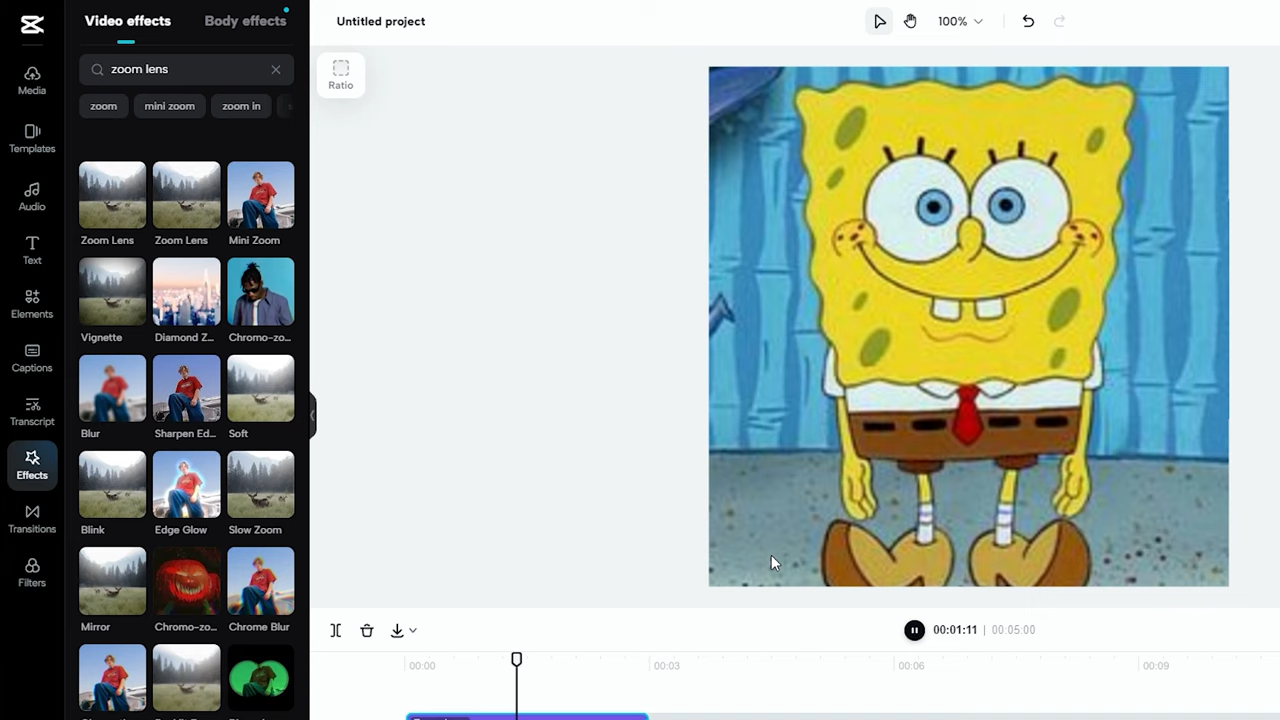 Video effects
Body effects
Untitled project
100%
zoom lens
zoom
mini zoom
zoom in
Ratio
Media
Templates
Audio
Text
Elements
Captions
Transcript
Effects
Transitions
Filters
Zoom Lens
Zoom Lens
Mini Zoom
Vignette
Diamond Z...
Chromo-zo...
Blur
Sharpen Ed...
Soft
Blink
Edge Glow
Slow Zoom
Mirror
Chromo-zo...
Chrome Blur
00:01:11 | 00:05:00
00:00
00:03
00:06
00:09